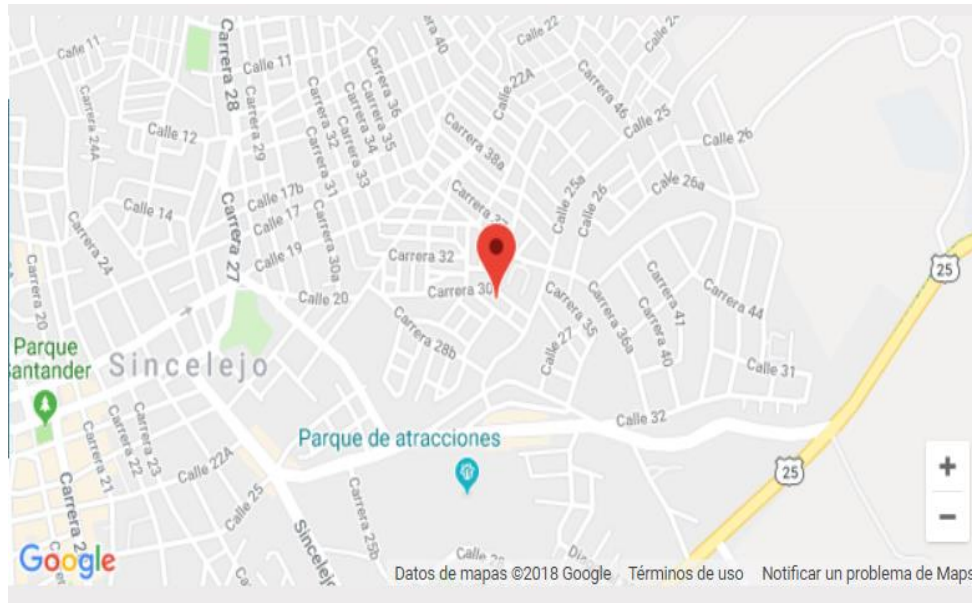 Calle 11
Carrera 28
Calle 11
Carrera 40
Calle 22
Calle 24
Calle 22A
Carrera 46
Calle 25
Calle 26
Carrera 24A
Calle 12
Carrera 29
Carrera 32
Carrera 34
Carrera 35
Carrera 36
Carrera 38a
Carrera 31
Carrera 33
Calle 17b
Calle 17
Calle 14
Carrera 27
Calle 19
Carrera 30a
Carrera 24
Carrera 32
Calle 25a
Calle 26
Calle 26a
25
Carrera 20
Calle 20
Carrera 30
Carrera 28b
Carrera 35
Carrera 36a
Carrera 40
Carrera 41
Carrera 44
Calle 27
Calle 31
Parque
Santander
Sincelejo
Calle 32
Parque de atracciones
Carrera 21
Carrera 22
Carrera 23
Calle 22A
Calle 25
Carrera 25b
Sincelejo
25
+
−
Google
Datos de mapas ©2018 Google Términos de uso Notificar un problema de Maps